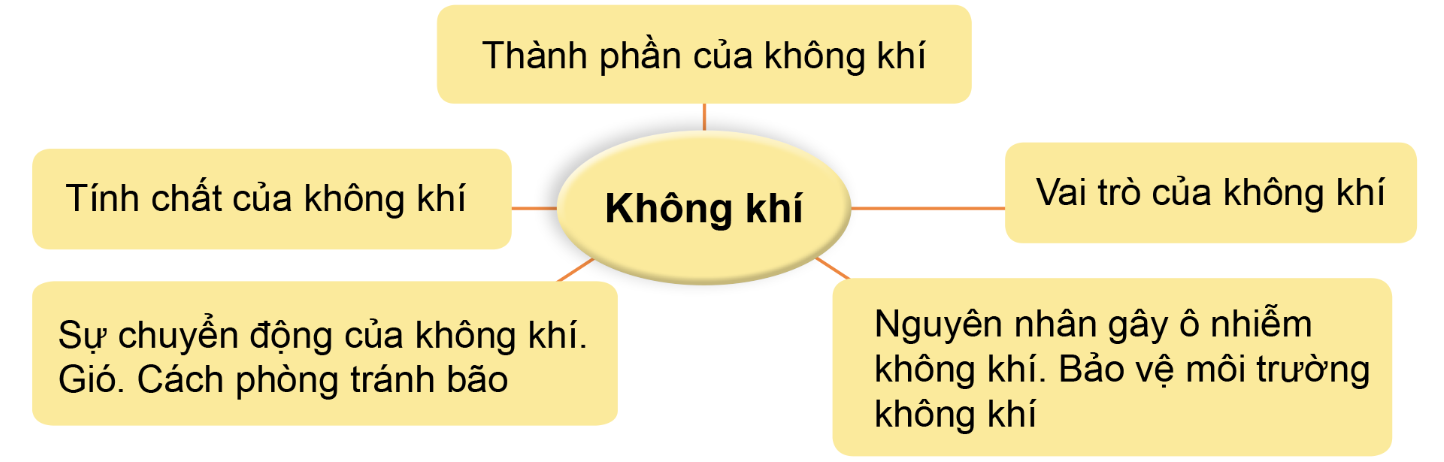 Thành phần của không khí
Tính chất của không khí
Không khí
Vai trò của không khí
Sự chuyển động của không khí.
Gió. Cách phòng tránh bão
Nguyên nhân gây ô nhiễm
không khí. Bảo vệ môi trường
không khí